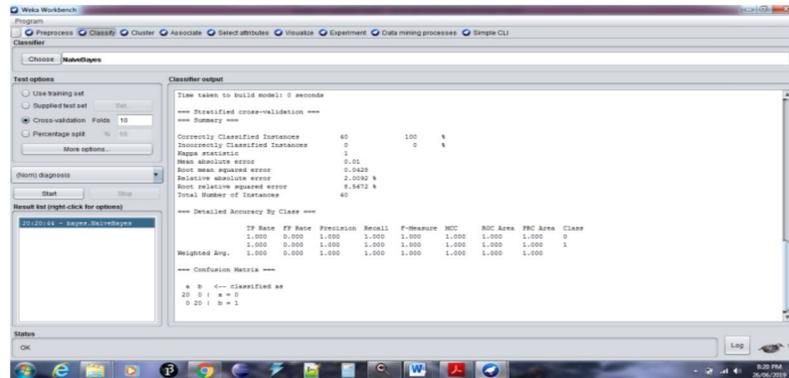 Weka Workbench
Program
Preprocess Classify Cluster Associate Select attributes Visualize Experiment Data mining processes Simple CLI
Classifier
Choose NaiveBayes
Test options
Use training set
Supplied test set Set...
Cross-validation Folds 10
Percentage split % 66
More options...
(Nom) diagnosis
Start Stop
Result list (right-click for options)
20:20:44 - bayes.NaiveBayes
Classifier output
Time taken to build model: 0 seconds
=== Stratified cross-validation ===
=== Summary ===
Correctly Classified Instances 40 100 %
Incorrectly Classified Instances 0 0 %
Kappa statistic 1
Mean absolute error 0.01
Root mean squared error 0.0428
Relative absolute error 2.0092 %
Root relative squared error 8.5672 %
Total Number of Instances 40
=== Detailed Accuracy By Class ===
TP Rate FP Rate Precision Recall F-Measure MCC ROC Area PRC Area Class
1.000 0.000 1.000 1.000 1.000 1.000 1.000 1.000 0
1.000 0.000 1.000 1.000 1.000 1.000 1.000 1.000 1
Weighted Avg. 1.000 0.000 1.000 1.000 1.000 1.000 1.000 1.000
=== Confusion Matrix ===
a b <-- classified as
20 0 | a = 0
0 20 | b = 1
Status
OK
Log
8:20 PM
26/06/2019